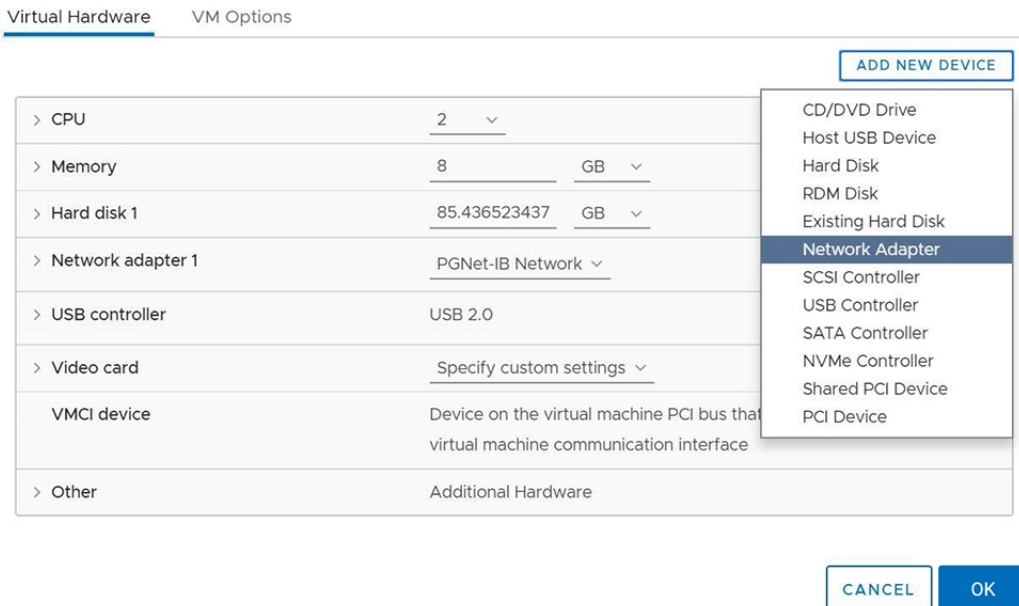 Virtual Hardware VM Options
ADD NEW DEVICE
CPU 2
Memory 8 GB
Hard disk 1 85.436523437 GB
Network adapter 1 PGNet-IB Network
USB controller USB 2.0
Video card Specify custom settings
VMCI device Device on the virtual machine PCI bus that
virtual machine communication interface
Other Additional Hardware
CD/DVD Drive
Host USB Device
Hard Disk
RDM Disk
Existing Hard Disk
Network Adapter
SCSI Controller
USB Controller
SATA Controller
NVMe Controller
Shared PCI Device
PCI Device
CANCEL OK